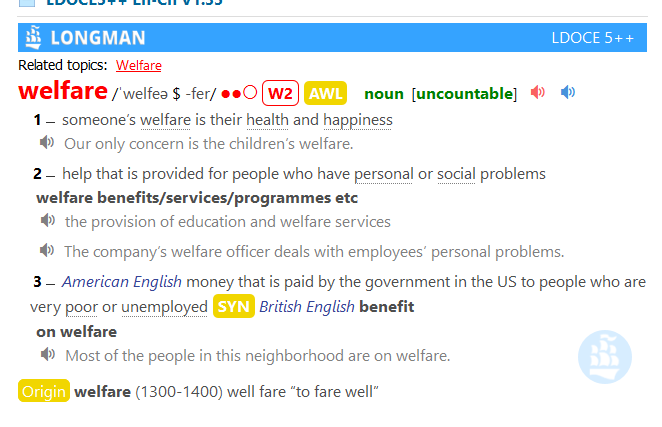 LDOCE5++ En-Cn V1.35
LONGMAN LDOCE 5++
Related topics: Welfare
welfare /ˈwelfeə $ -fer/ ●●○ W2 AWL noun [uncountable]
1 – someone’s welfare is their health and happiness
Our only concern is the children’s welfare.
2 – help that is provided for people who have personal or social problems
welfare benefits/services/programmes etc
the provision of education and welfare services
The company’s welfare officer deals with employees’ personal problems.
3 – American English money that is paid by the government in the US to people who are
very poor or unemployed SYN British English benefit
on welfare
Most of the people in this neighborhood are on welfare.
Origin welfare (1300-1400) well fare “to fare well”